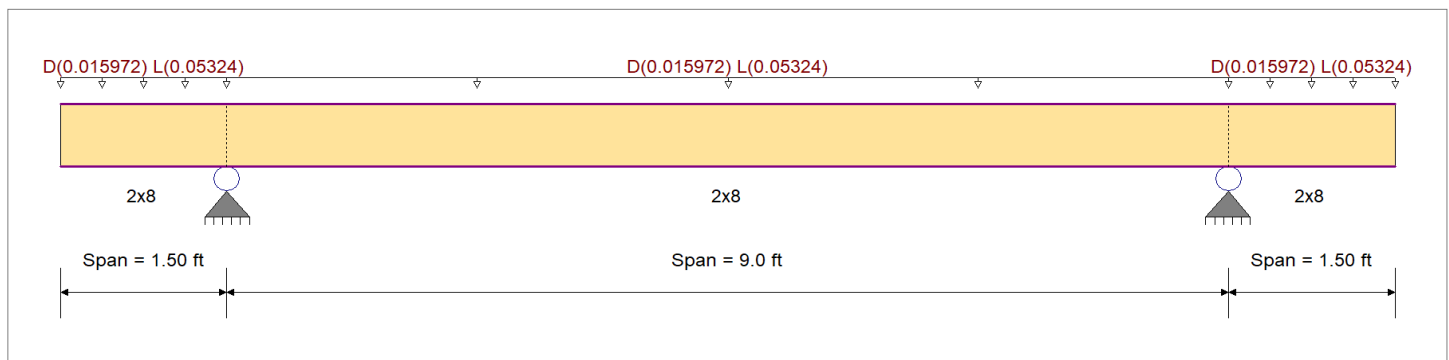 D(0.015972) L(0.05324) D(0.015972) L(0.05324) D(0.015972) L(0.05324)
2x8 2x8 2x8
Span = 1.50 ft Span = 9.0 ft Span = 1.50 ft